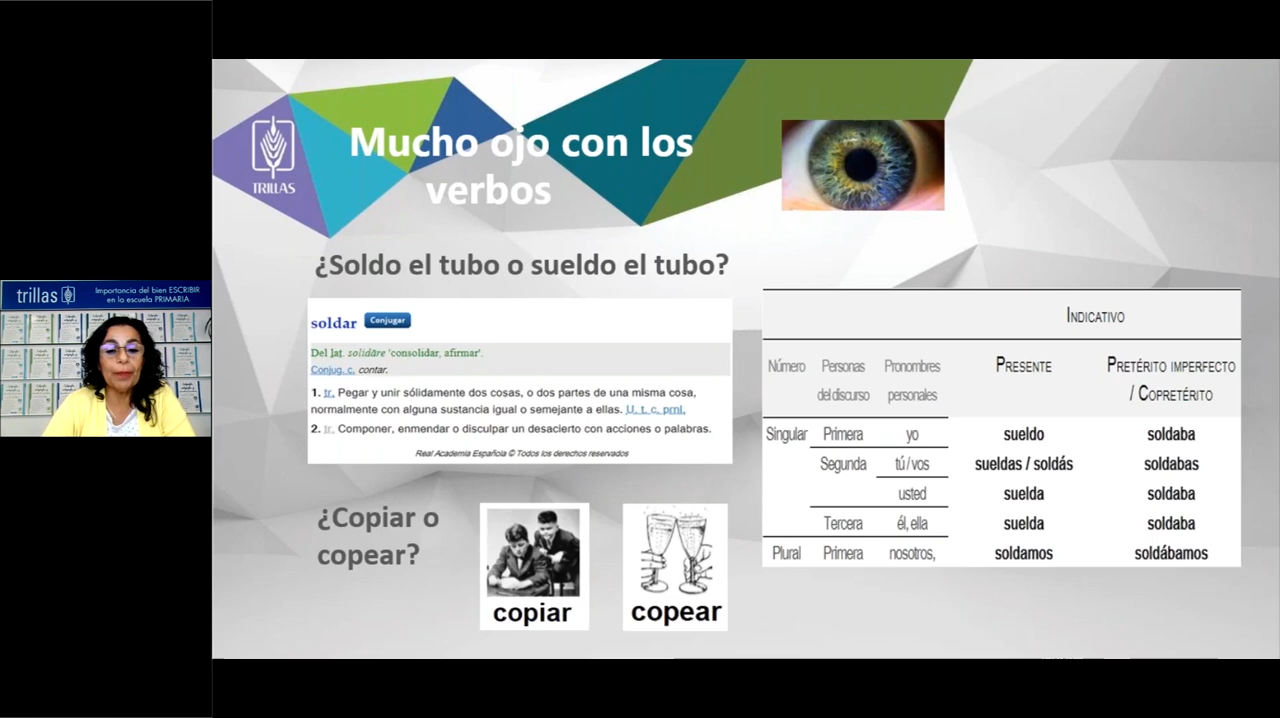 trillas
Importancia del bien ESCRIBIR
en la escuela PRIMARIA
TRILLAS
Mucho ojo con los
verbos
¿Soldo el tubo o sueldo el tubo?
soldar Conjugar
Del lat. solidāre 'consolidar, afirmar'.
Conjug. c. contar.
1. tr. Pegar y unir sólidamente dos cosas, o dos partes de una misma cosa,
normalmente con alguna sustancia igual o semejante a ellas. U. t. c. prnl.
2. tr. Componer, enmendar o disculpar un desacierto con acciones o palabras.
Real Academia Española © Todos los derechos reservados
¿Copiar o
copear?
copiar
copear
INDICATIVO
Número Personas del discurso Pronombres personales PRESENTE PRETÉRITO IMPERFECTO / COPRETÉRITO
Singular Primera yo sueldo soldaba
Segunda tú / vos sueldas / soldás soldabas
usted suelda soldaba
Tercera él, ella suelda soldaba
Plural Primera nosotros, soldamos soldábamos